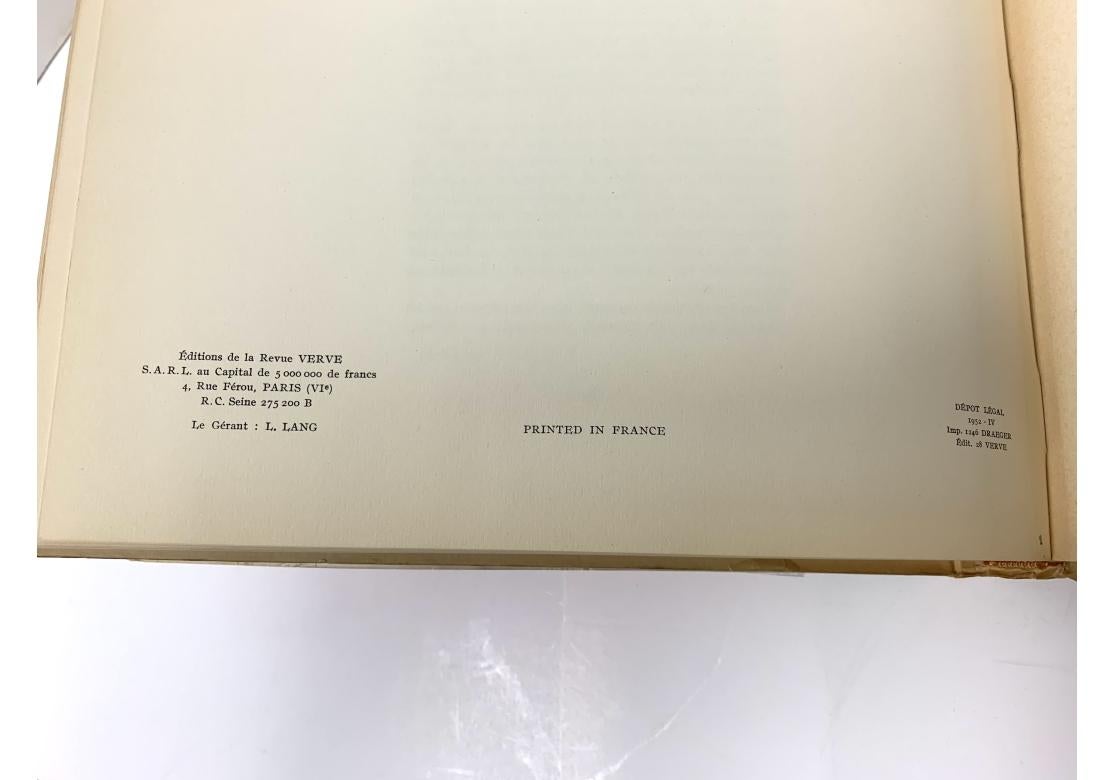 Éditions de la Revue VERVE
S.A.R.L. au Capital de 5 000 000 de francs
4, Rue Férou, PARIS (VIᵉ)
R.C. Seine 275 200 B
Le Gérant : L. LANG
PRINTED IN FRANCE
DÉPOT LÉGAL
1952 - IV
Imp. 1246 DRAEGER
Édit. 28 VERVE